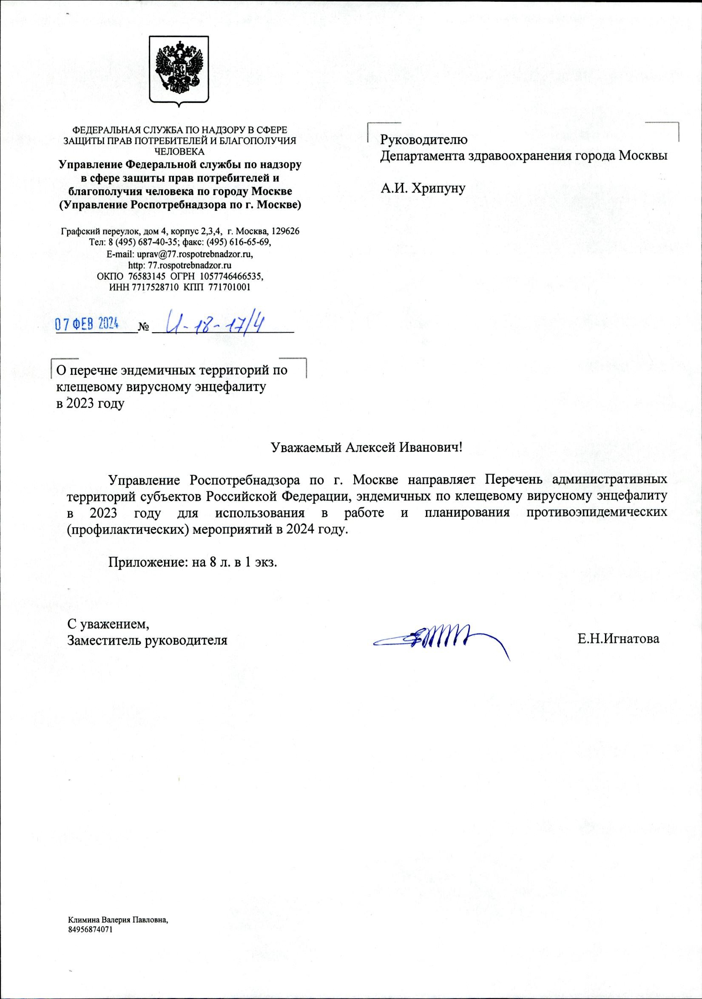 ФЕДЕРАЛЬНАЯ СЛУЖБА ПО НАДЗОРУ В СФЕРЕ
ЗАЩИТЫ ПРАВ ПОТРЕБИТЕЛЕЙ И БЛАГОПОЛУЧИЯ
ЧЕЛОВЕКА
Управление Федеральной службы по надзору
в сфере защиты прав потребителей и
благополучия человека по городу Москве
(Управление Роспотребнадзора по г. Москве)
Графский переулок, дом 4, корпус 2,3,4, г. Москва, 129626
Тел: 8 (495) 687-40-35; факс: (495) 616-65-69,
E-mail: uprav@77.rospotrebnadzor.ru,
http: 77.rospotrebnadzor.ru
ОКПО 76583145 ОГРН 1057746466535,
ИНН 7717528710 КПП 771701001
07 ФЕВ 2024 № И-18-17/4
Руководителю
Департамента здравоохранения города Москвы
А.И. Хрипуну
О перечне эндемичных территорий по
клещевому вирусному энцефалиту
в 2023 году
Уважаемый Алексей Иванович!
Управление Роспотребнадзора по г. Москве направляет Перечень административных
территорий субъектов Российской Федерации, эндемичных по клещевому вирусному энцефалиту
в 2023 году для использования в работе и планирования противоэпидемических
(профилактических) мероприятий в 2024 году.
Приложение: на 8 л. в 1 экз.
С уважением,
Заместитель руководителя Е.Н.Игнатова
Климина Валерия Павловна,
84956874071